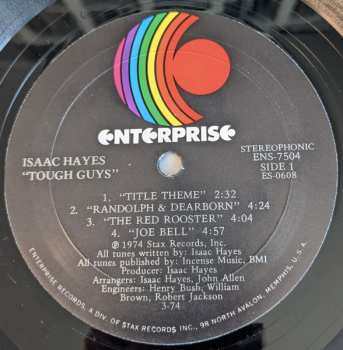 ENTERPRISE
ISAAC HAYES
"TOUGH GUYS"
STEREOPHONIC
ENS-7504
SIDE 1
ES-0608
1. "TITLE THEME" 2:32
2. "RANDOLPH & DEARBORN" 4:24
3. "THE RED ROOSTER" 4:04
4. "JOE BELL" 4:57
℗ 1974 Stax Records, Inc.
All tunes written by: Isaac Hayes
All tunes published by: Incense Music, BMI
Producer: Isaac Hayes
Arrangers: Isaac Hayes, John Allen
Engineers: Henry Bush, William
Brown, Robert Jackson
3-74
ENTERPRISE RECORDS, A DIV. OF STAX RECORDS INC., 98 NORTH AVALON, MEMPHIS, U.S.A.